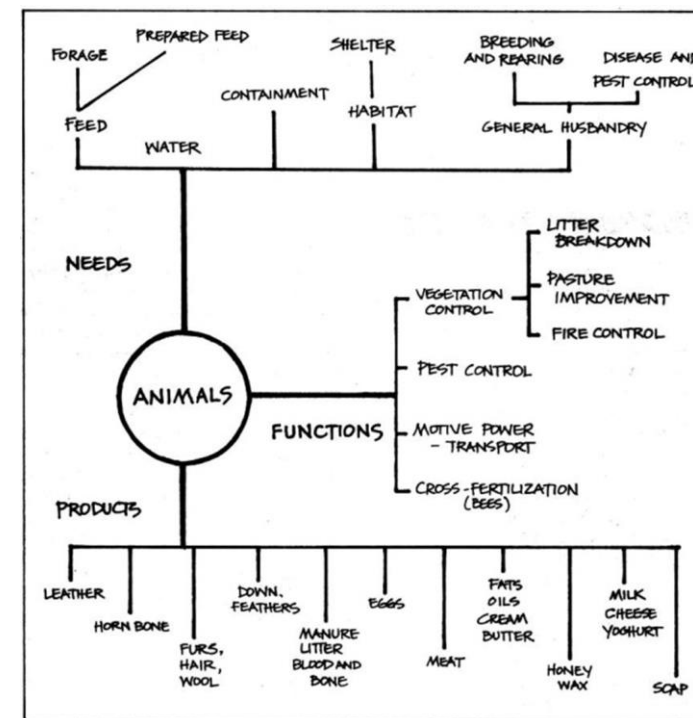 PREPARED FEED
FORAGE
FEED
WATER
CONTAINMENT
SHELTER
HABITAT
BREEDING
AND REARING
DISEASE AND
PEST CONTROL
GENERAL HUSBANDRY
NEEDS
ANIMALS
FUNCTIONS
VEGETATION
CONTROL
LITTER
BREAKDOWN
PASTURE
IMPROVEMENT
FIRE CONTROL
PEST CONTROL
MOTIVE POWER
- TRANSPORT
CROSS-FERTILIZATION
(BEES)
PRODUCTS
LEATHER
HORN BONE
FURS,
HAIR,
WOOL
DOWN,
FEATHERS
MANURE
LITTER
BLOOD AND
BONE
EGGS
MEAT
FATS
OILS
CREAM
BUTTER
HONEY
WAX
MILK
CHEESE
YOGHURT
SOAP